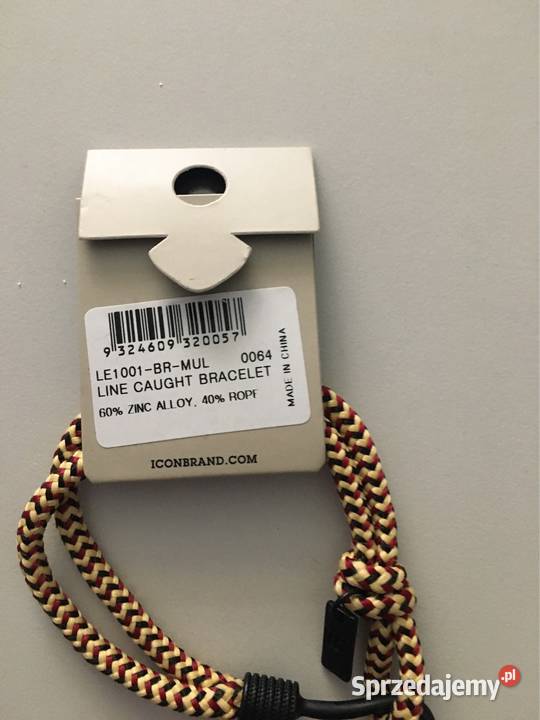 9 324609 320057
LE1001-BR-MUL 0064
LINE CAUGHT BRACELET
60% ZINC ALLOY, 40% ROPE
MADE IN CHINA
ICONBRAND.COM
Sprzedajemy.pl